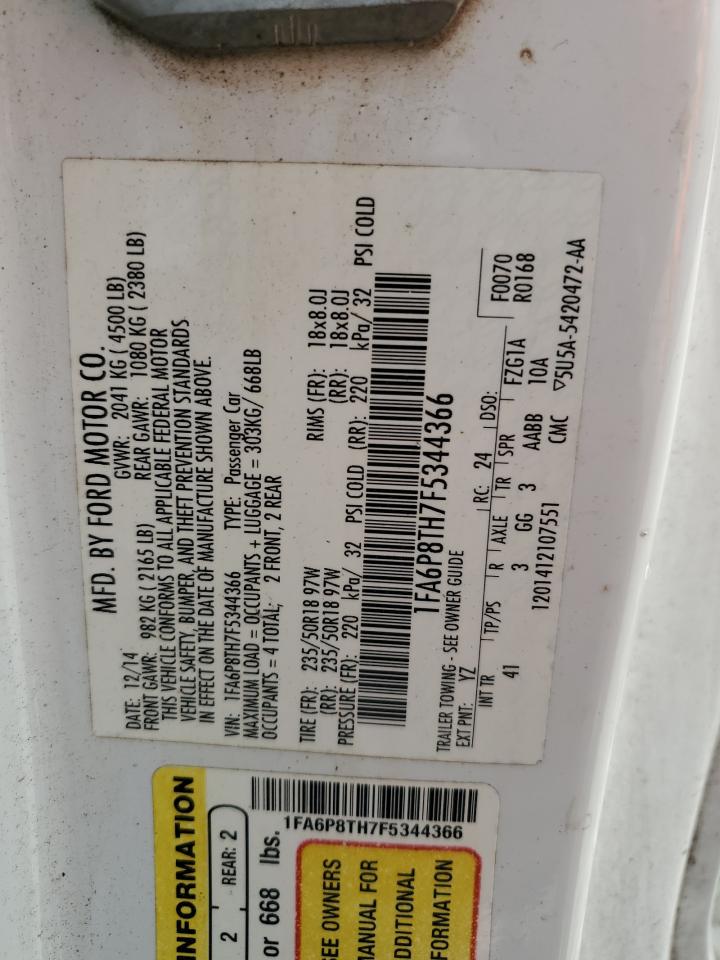 MFD. BY FORD MOTOR CO.
DATE: 12/14 GVWR: 2041 KG ( 4500 LB)
FRONT GAWR: 982 KG ( 2165 LB) REAR GAWR: 1080 KG ( 2380 LB)
THIS VEHICLE CONFORMS TO ALL APPLICABLE FEDERAL MOTOR
VEHICLE SAFETY, BUMPER, AND THEFT PREVENTION STANDARDS
IN EFFECT ON THE DATE OF MANUFACTURE SHOWN ABOVE.
VIN: 1FA6P8TH7F5344366 TYPE: Passenger Car
MAXIMUM LOAD = OCCUPANTS + LUGGAGE = 303KG/ 668LB
OCCUPANTS = 4 TOTAL, 2 FRONT, 2 REAR
TIRE (FR): 235/50R18 97W RIMS (FR): 18x8.0J
(RR): 235/50R18 97W (RR): 18x8.0J
PRESSURE (FR): 220 kPa/ 32 PSI COLD (RR): 220 kPa/ 32 PSI COLD
1FA6P8TH7F5344366
TRAILER TOWING - SEE OWNER GUIDE
EXT PNT: YZ RC: 24 DSO:
INT TR TP/PS R AXLE TR SPR FZG1A F0070
41 3 GG 3 AABB 10A R0168
1201412107551 CMC ▽5U5A-5420472-AA
INFORMATION
2 REAR: 2
or 668 lbs.
1FA6P8TH7F5344366
SEE OWNERS
MANUAL FOR
ADDITIONAL
INFORMATION